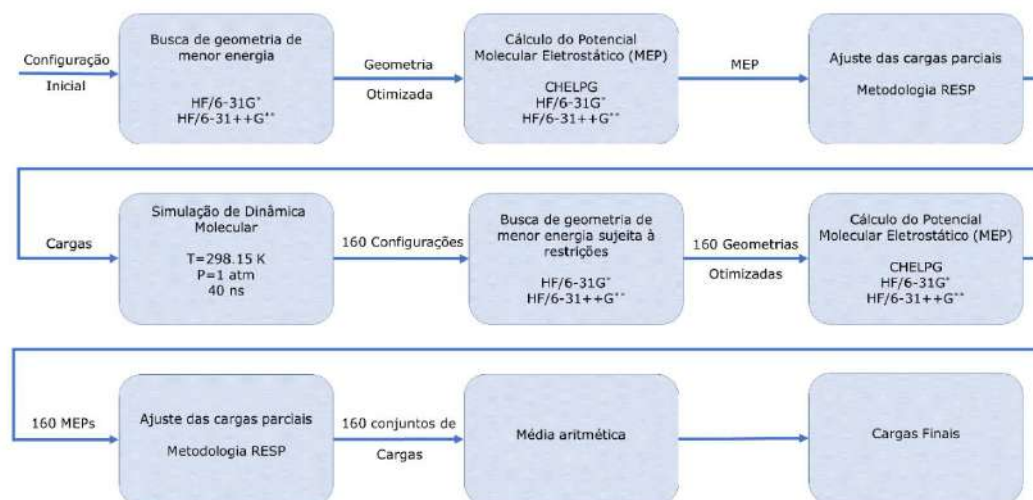 Configuração
Inicial
Busca de geometria de
menor energia
HF/6-31G*
HF/6-31++G**
Geometria
Otimizada
Cálculo do Potencial
Molecular Eletrostático (MEP)
CHELPG
HF/6-31G*
HF/6-31++G**
MEP
Ajuste das cargas parciais
Metodologia RESP
Cargas
Simulação de Dinâmica
Molecular
T=298.15 K
P=1 atm
40 ns
160 Configurações
Busca de geometria de
menor energia sujeita à
restrições
HF/6-31G*
HF/6-31++G**
160 Geometrias
Otimizadas
Cálculo do Potencial
Molecular Eletrostático (MEP)
CHELPG
HF/6-31G*
HF/6-31++G**
160 MEPs
Ajuste das cargas parciais
Metodologia RESP
160 conjuntos de
Cargas
Média aritmética
Cargas Finais